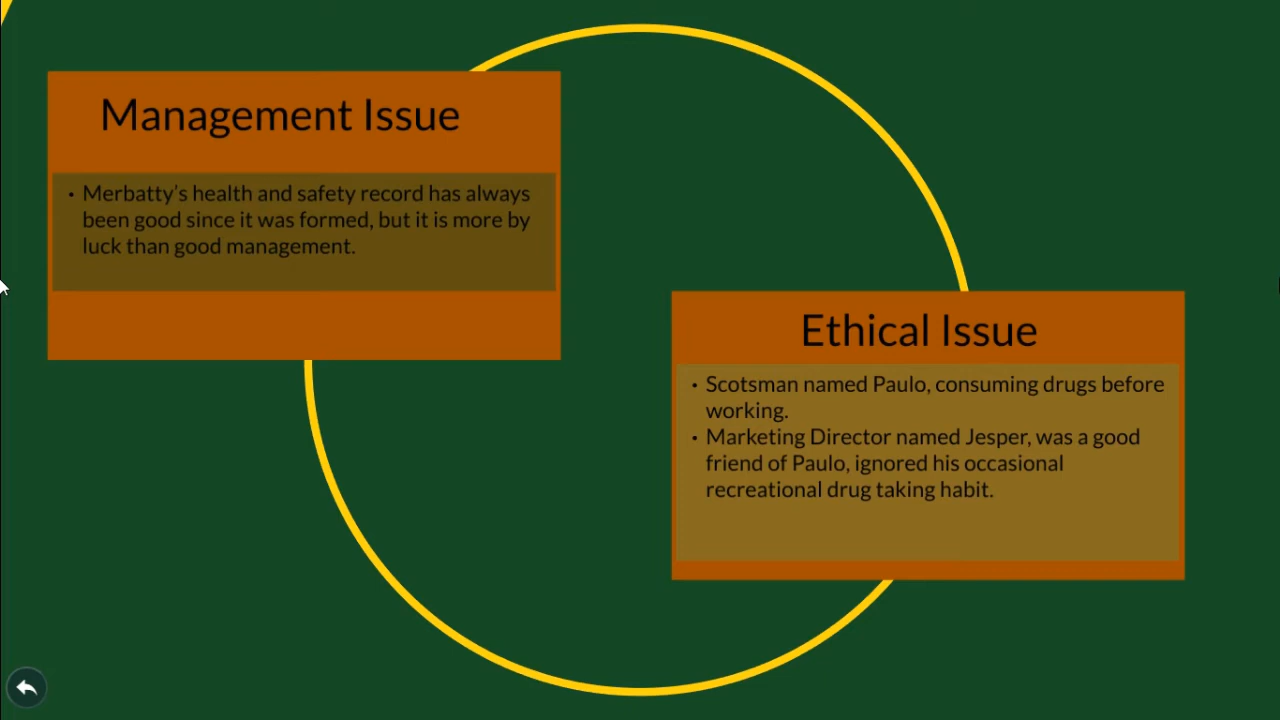 Management Issue
• Merbatty’s health and safety record has always
been good since it was formed, but it is more by
luck than good management.
Ethical Issue
• Scotsman named Paulo, consuming drugs before
working.
• Marketing Director named Jesper, was a good
friend of Paulo, ignored his occasional
recreational drug taking habit.